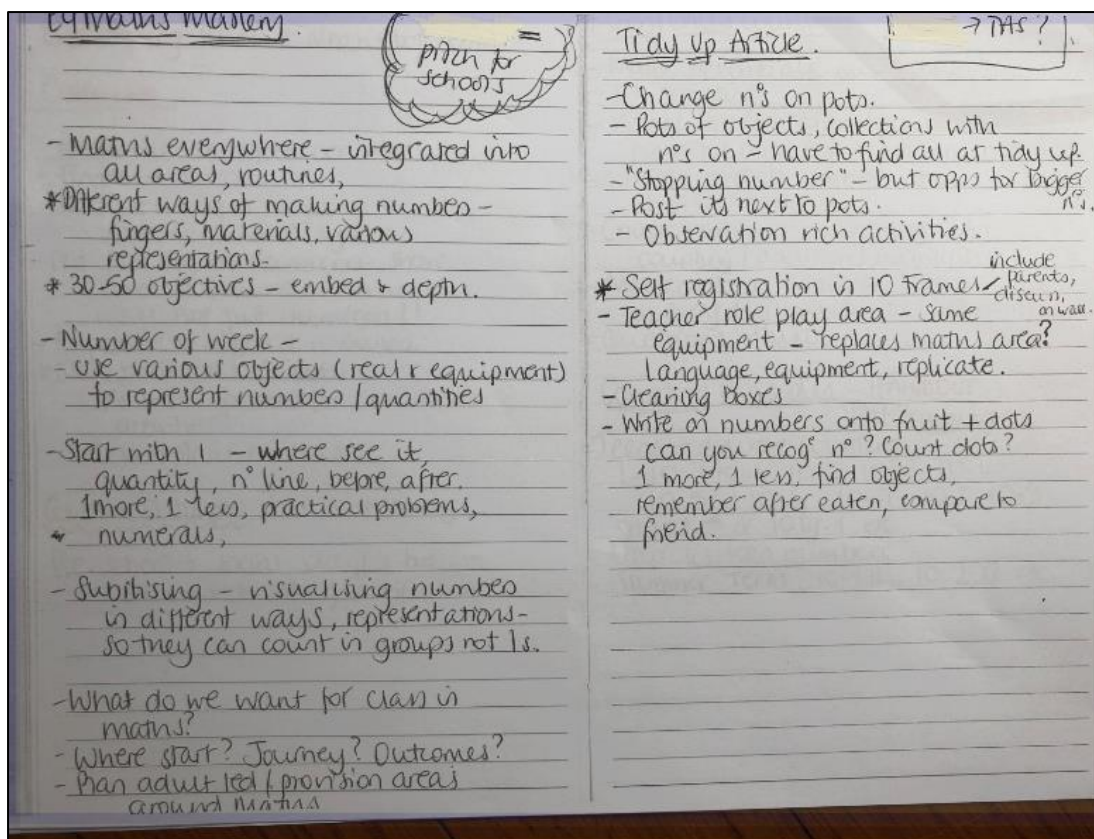 Maths Mastery.
=
pitch for
schools
- Maths everywhere - integrated into
all areas, routines,
* Different ways of making number -
fingers, materials, various
representations.
* 30-50 objectives - embed & depth.
- Number of week -
- use various objects (real & equipment)
to represent number / quantities
- Start with 1 - where see it,
quantity, n° line, before, after.
1 more, 1 less, practical problems,
numerals,
- Subitising - visualising number
in different ways, representations -
so they can count in groups not 1s.
- What do we want for class in
maths?
- Where start? Journey? Outcomes?
- Plan adult led / provision areas
around maths
Tidy Up Article.
→ TAS?
- Change n°s on pots.
- Pots of objects, collections with
n°s on - have to find all at tidy up.
- "Stopping number" - but opps for bigger
n°s.
- Post its next to pots.
- Observation rich activities.
* Self registration in 10 frames / include
parents,
discuss,
on wall.
- Teacher role play area - same
equipment - replaces maths area?
language, equipment, replicate.
- Cleaning boxes
- Write on numbers onto fruit + dots
can you recog n°? Count dots?
1 more, 1 less, find objects,
remember after eaten, compare to
friend.